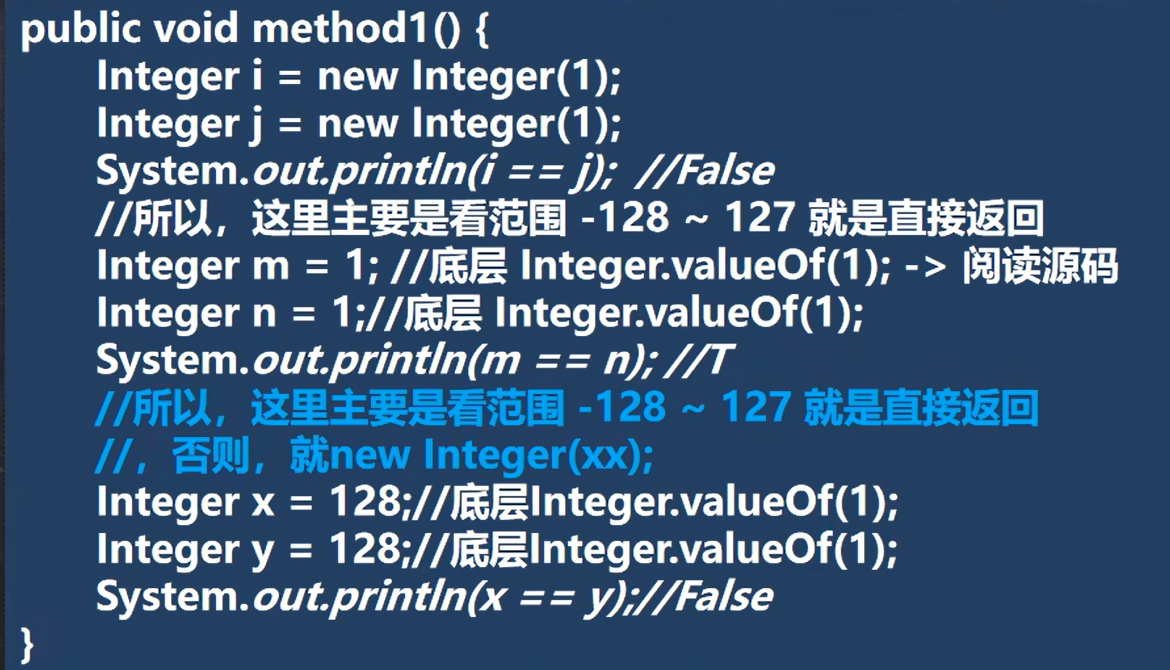 public void method1() {
Integer i = new Integer(1);
Integer j = new Integer(1);
System.out.println(i == j); //False
//所以，这里主要是看范围 -128 ~ 127 就是直接返回
Integer m = 1; //底层 Integer.valueOf(1); -> 阅读源码
Integer n = 1;//底层 Integer.valueOf(1);
System.out.println(m == n); //T
//所以，这里主要是看范围 -128 ~ 127 就是直接返回
//，否则，就new Integer(xx);
Integer x = 128;//底层Integer.valueOf(1);
Integer y = 128;//底层Integer.valueOf(1);
System.out.println(x == y);//False
}